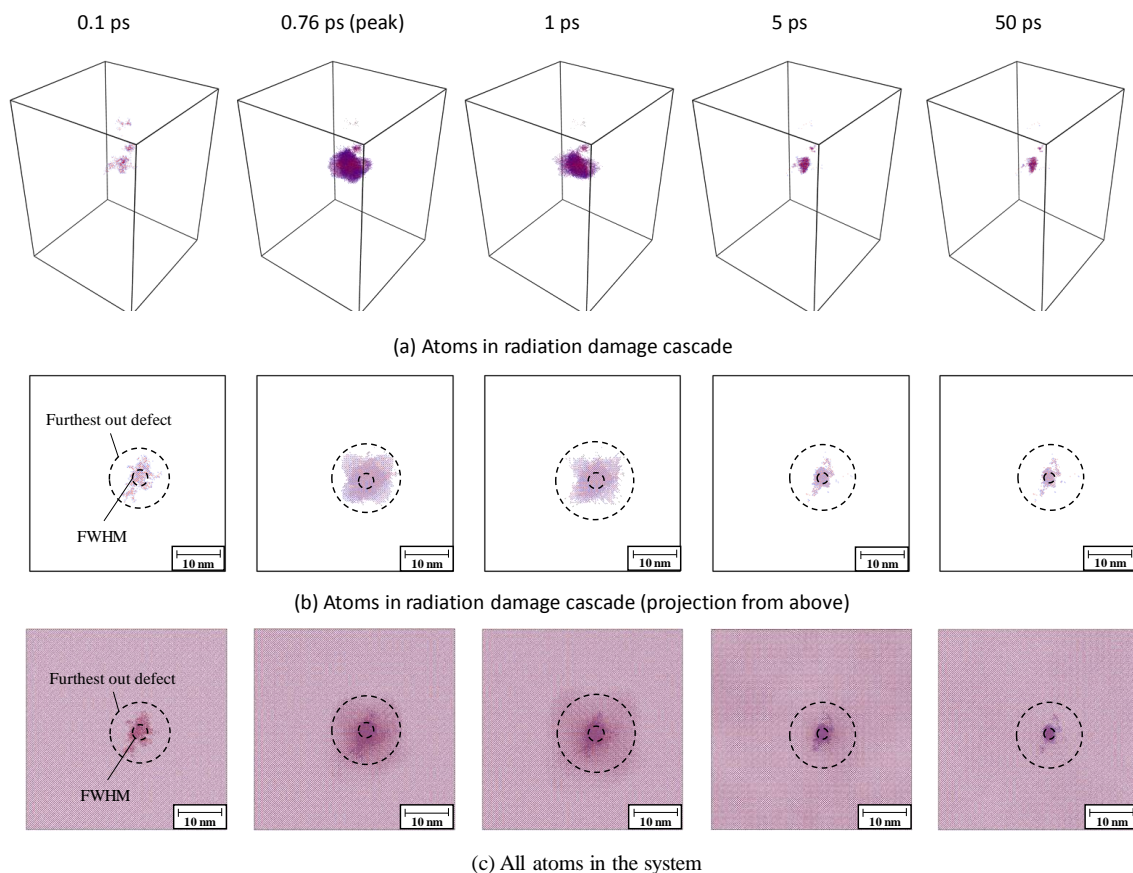 0.1 ps
0.76 ps (peak)
1 ps
5 ps
50 ps
(a) Atoms in radiation damage cascade
Furthest out defect
FWHM
10 nm
10 nm
10 nm
10 nm
10 nm
(b) Atoms in radiation damage cascade (projection from above)
Furthest out defect
FWHM
10 nm
10 nm
10 nm
10 nm
10 nm
(c) All atoms in the system